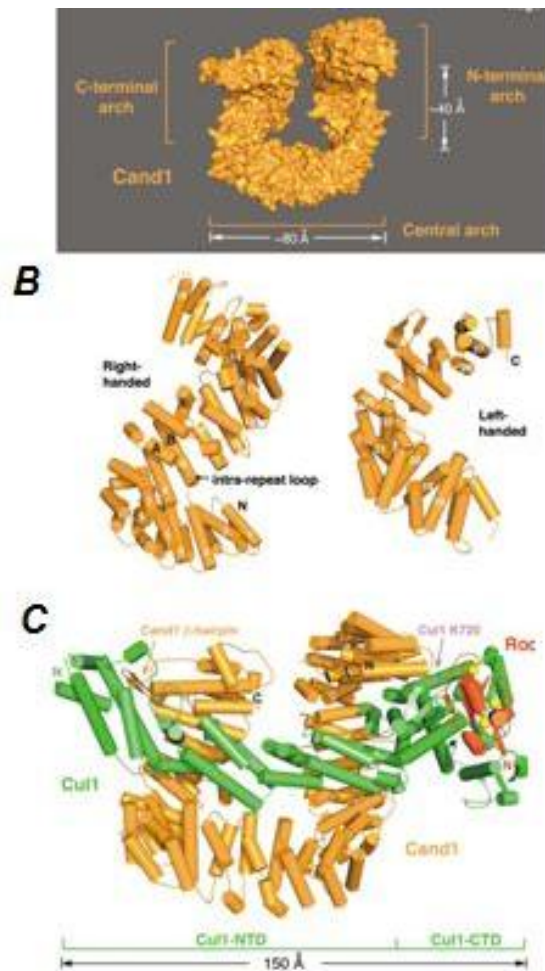 C-terminal
arch
N-terminal
arch
~40 Å
Cand1
~80 Å
Central arch
B
Right-
handed
A B
intra-repeat loop
N
C
Left-
handed
C
Cand1 β-hairpin
Cul1 K720
Roc
N
C
N
Cul1
Cand1
Cul1-NTD
Cul1-CTD
150 Å